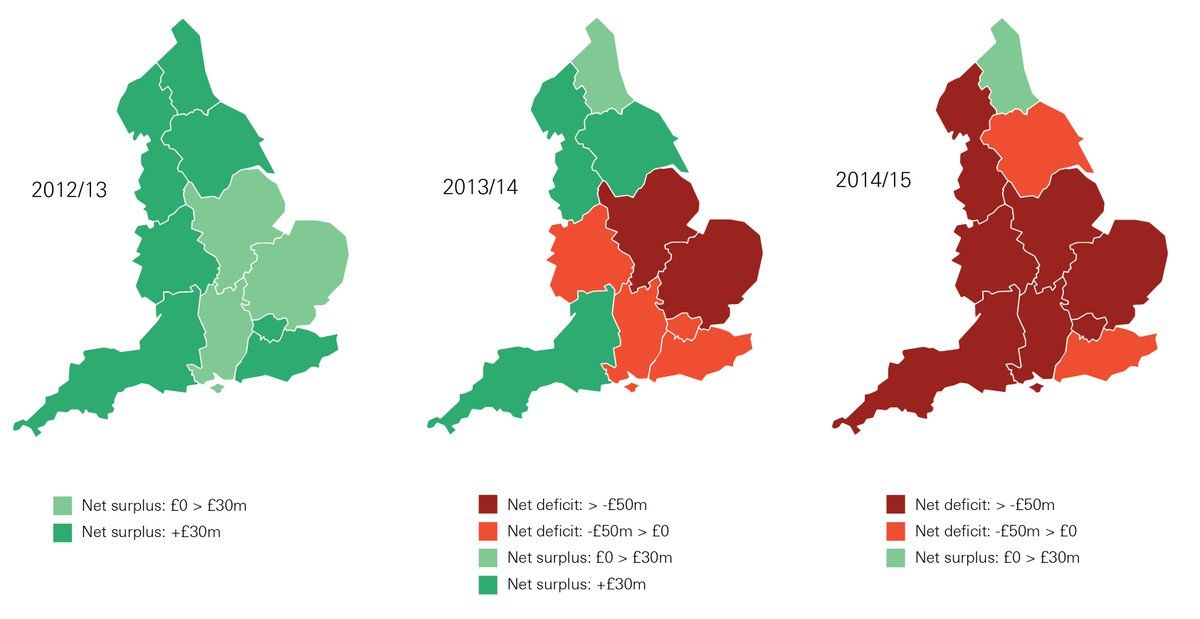 2012/13
Net surplus: £0 > £30m
Net surplus: +£30m
2013/14
Net deficit: > -£50m
Net deficit: -£50m > £0
Net surplus: £0 > £30m
Net surplus: +£30m
2014/15
Net deficit: > -£50m
Net deficit: -£50m > £0
Net surplus: £0 > £30m